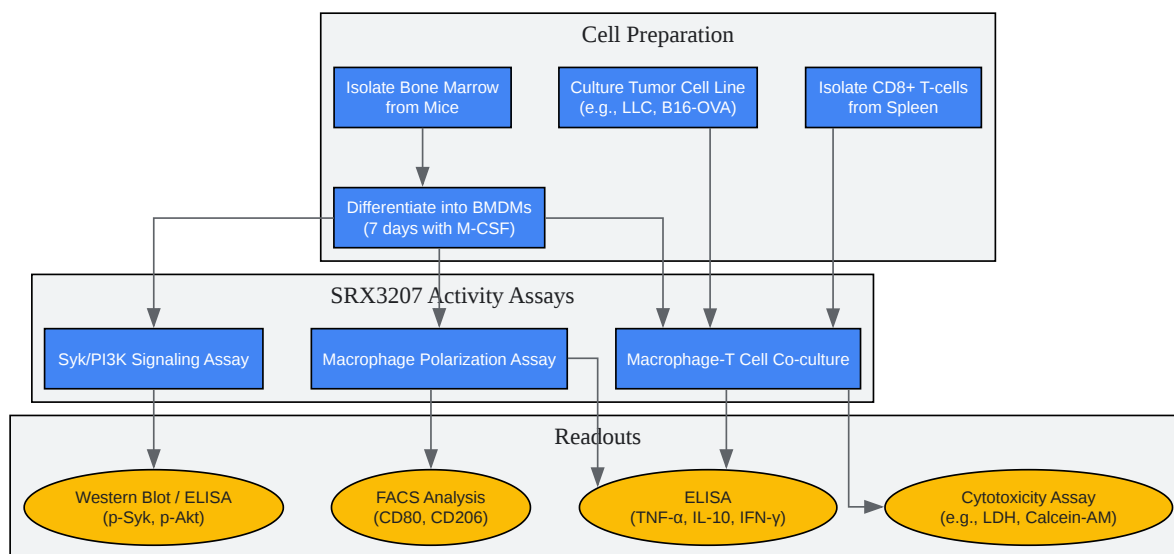 Cell Preparation
Isolate Bone Marrow
from Mice
Culture Tumor Cell Line
(e.g., LLC, B16-OVA)
Isolate CD8+ T-cells
from Spleen
Differentiate into BMDMs
(7 days with M-CSF)
SRX3207 Activity Assays
Syk/PI3K Signaling Assay
Macrophage Polarization Assay
Macrophage-T Cell Co-culture
Readouts
Western Blot / ELISA
(p-Syk, p-Akt)
FACS Analysis
(CD80, CD206)
ELISA
(TNF-α, IL-10, IFN-γ)
Cytotoxicity Assay
(e.g., LDH, Calcein-AM)